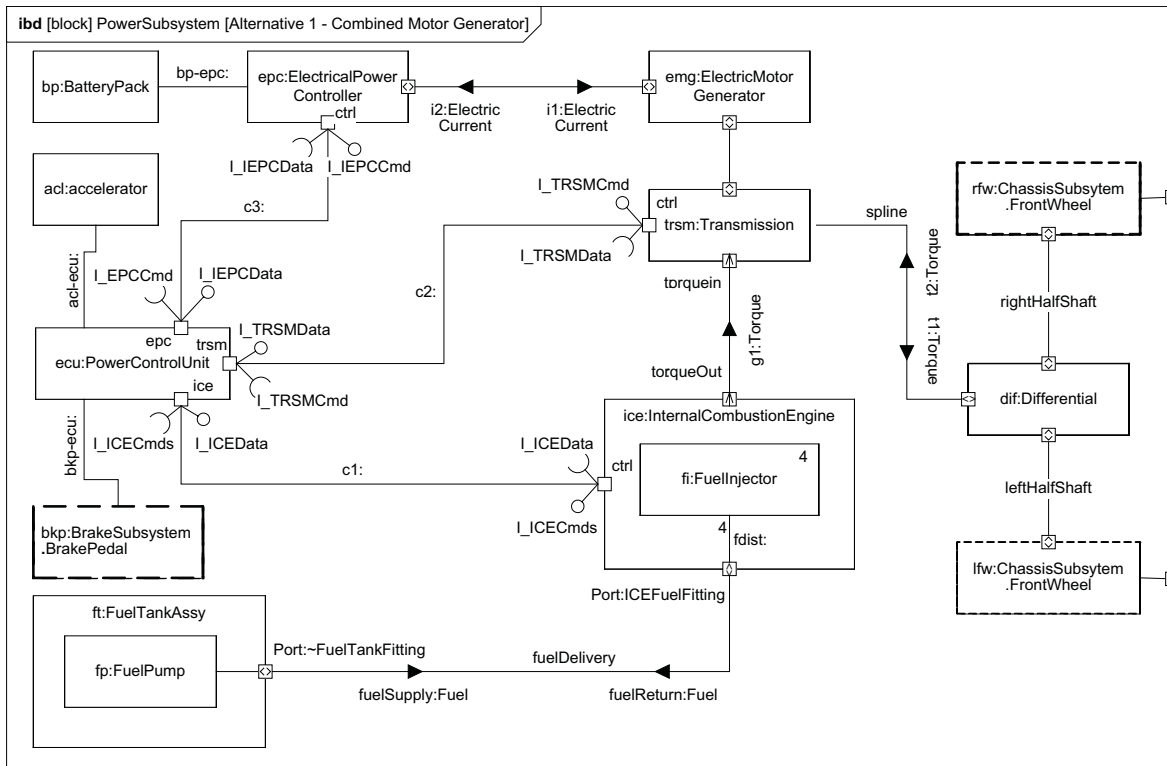 ibd [block] PowerSubsystem [Alternative 1 - Combined Motor Generator]
bp:BatteryPack
bp-epc:
epc:ElectricalPower
Controller
ctrl
i2:Electric
Current
i1:Electric
Current
emg:ElectricMotor
Generator
I_IEPCData
I_IEPCCmd
acl:accelerator
c3:
I_TRSMCmd
ctrl
trsm:Transmission
I_TRSMData
spline
rfw:ChassisSubsytem
.FrontWheel
acl-ecu:
I_EPCCmd
I_IEPCData
c2:
torquein
t2:Torque
rightHalfShaft
epc
trsm
ecu:PowerControlUnit
ice
I_TRSMData
I_TRSMCmd
g1:Torque
t1:Torque
torqueOut
dif:Differential
bkp-ecu:
I_ICECmds
I_ICEData
c1:
ice:InternalCombustionEngine
I_ICEData
ctrl
4
fi:FuelInjector
I_ICECmds
4
fdist:
leftHalfShaft
bkp:BrakeSubsystem
.BrakePedal
lfw:ChassisSubsytem
.FrontWheel
Port:ICEFuelFitting
ft:FuelTankAssy
fp:FuelPump
Port:~FuelTankFitting
fuelDelivery
fuelSupply:Fuel
fuelReturn:Fuel